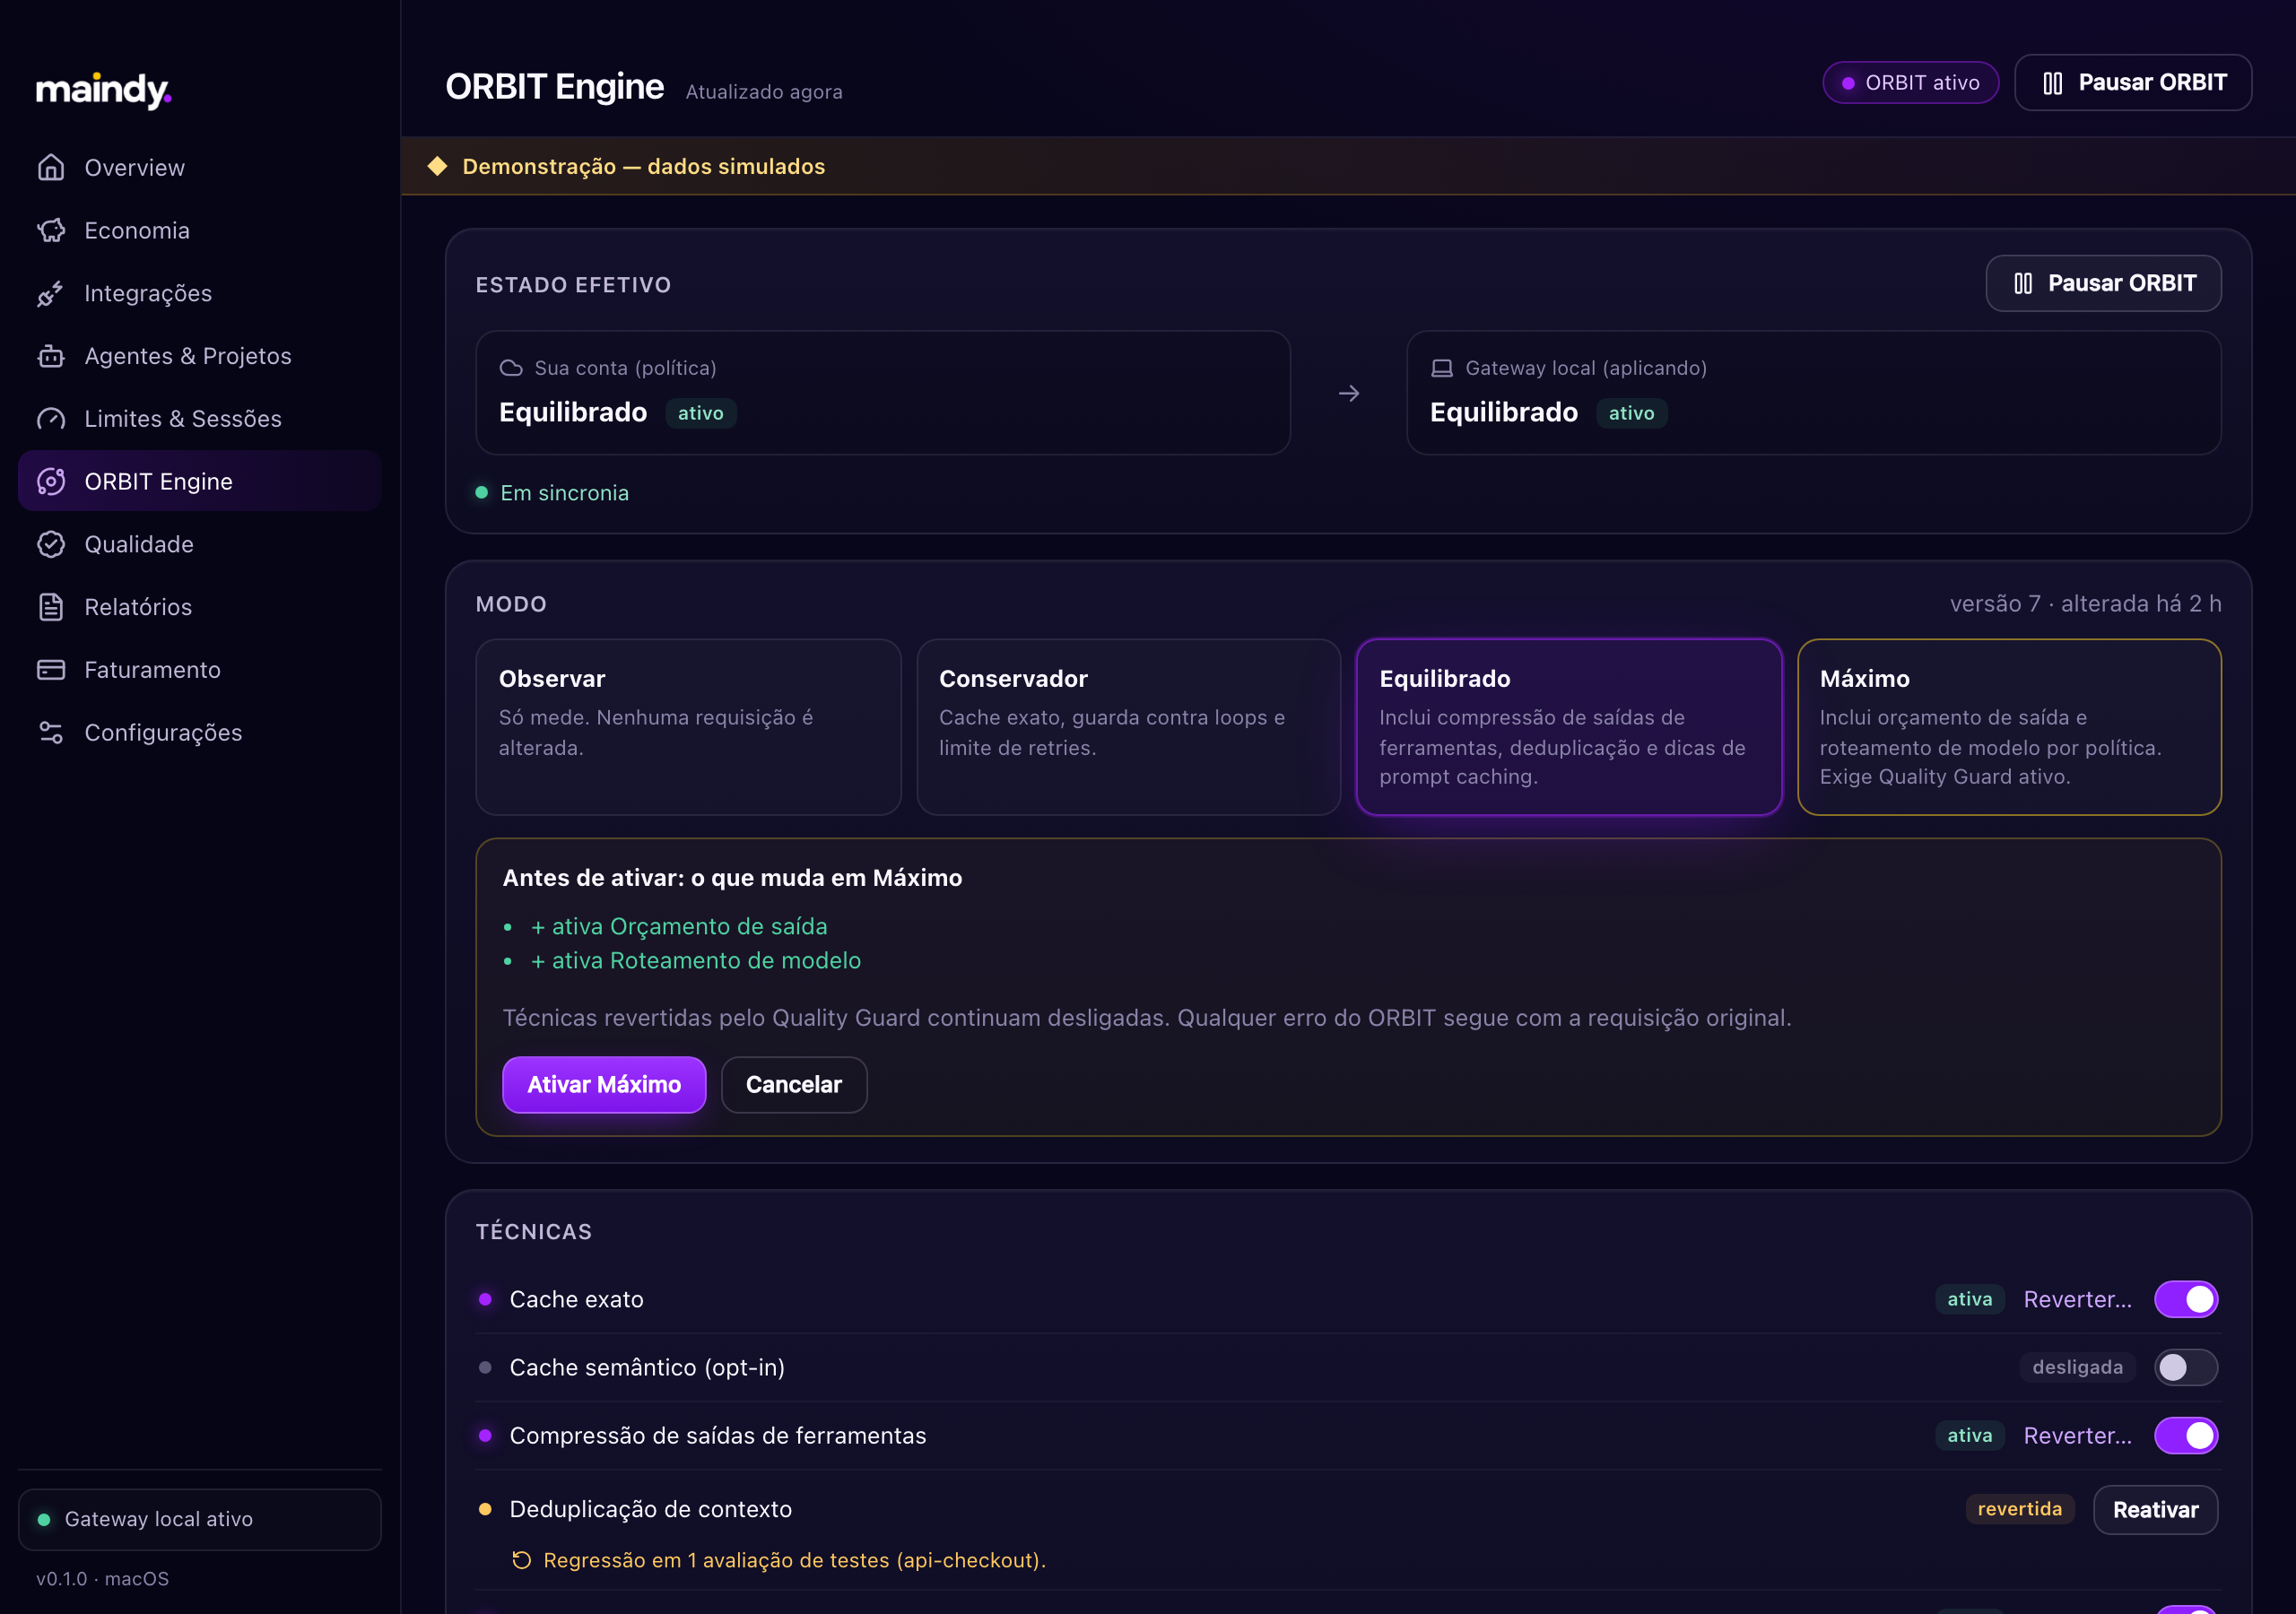 maindy.
Overview
Economia
Integrações
Agentes & Projetos
Limites & Sessões
ORBIT Engine
Qualidade
Relatórios
Faturamento
Configurações
Gateway local ativo
v0.1.0 · macOS
ORBIT Engine Atualizado agora
ORBIT ativo
Pausar ORBIT
Demonstração — dados simulados
ESTADO EFETIVO
Pausar ORBIT
Sua conta (política)
Equilibrado ativo
→
Gateway local (aplicando)
Equilibrado ativo
Em sincronia
MODO
versão 7 · alterada há 2 h
Observar
Só mede. Nenhuma requisição é
alterada.
Conservador
Cache exato, guarda contra loops e
limite de retries.
Equilibrado
Inclui compressão de saídas de
ferramentas, deduplicação e dicas de
prompt caching.
Máximo
Inclui orçamento de saída e
roteamento de modelo por política.
Exige Quality Guard ativo.
Antes de ativar: o que muda em Máximo
• + ativa Orçamento de saída
• + ativa Roteamento de modelo
Técnicas revertidas pelo Quality Guard continuam desligadas. Qualquer erro do ORBIT segue com a requisição original.
Ativar Máximo
Cancelar
TÉCNICAS
Cache exato ativa Reverter...
Cache semântico (opt-in) desligada
Compressão de saídas de ferramentas ativa Reverter...
Deduplicação de contexto revertida Reativar
Regressão em 1 avaliação de testes (api-checkout).